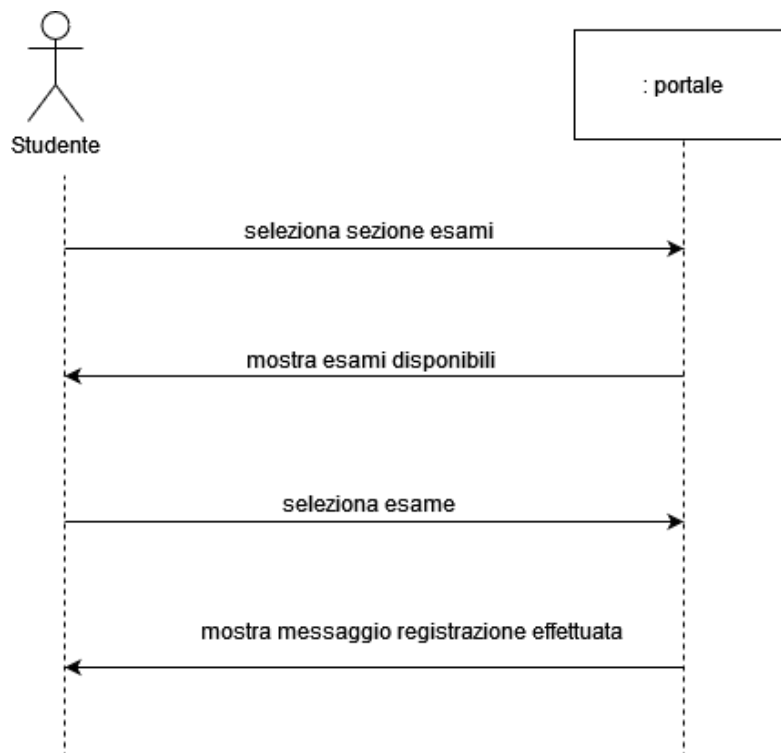 : portale
Studente
seleziona sezione esami
mostra esami disponibili
seleziona esame
mostra messaggio registrazione effettuata